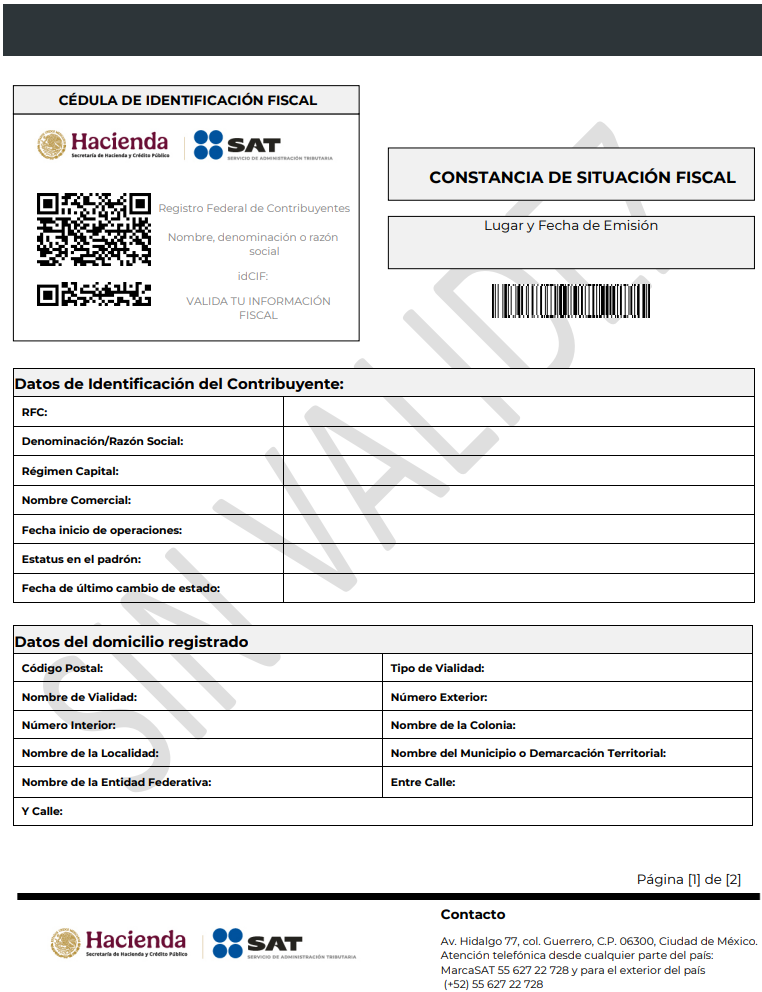 CÉDULA DE IDENTIFICACIÓN FISCAL
Hacienda
Secretaría de Hacienda y Crédito Público
SAT
SERVICIO DE ADMINISTRACIÓN TRIBUTARIA
Registro Federal de Contribuyentes
Nombre, denominación o razón
social
idCIF:
VALIDA TU INFORMACIÓN
FISCAL
CONSTANCIA DE SITUACIÓN FISCAL
Lugar y Fecha de Emisión
SIN VALIDEZ
Datos de Identificación del Contribuyente:
RFC:
Denominación/Razón Social:
Régimen Capital:
Nombre Comercial:
Fecha inicio de operaciones:
Estatus en el padrón:
Fecha de último cambio de estado:
Datos del domicilio registrado
Código Postal:
Tipo de Vialidad:
Nombre de Vialidad:
Número Exterior:
Número Interior:
Nombre de la Colonia:
Nombre de la Localidad:
Nombre del Municipio o Demarcación Territorial:
Nombre de la Entidad Federativa:
Entre Calle:
Y Calle:
Página [1] de [2]
Hacienda
Secretaría de Hacienda y Crédito Público
SAT
SERVICIO DE ADMINISTRACIÓN TRIBUTARIA
Contacto
Av. Hidalgo 77, col. Guerrero, C.P. 06300, Ciudad de México.
Atención telefónica desde cualquier parte del país:
MarcaSAT 55 627 22 728 y para el exterior del país
(+52) 55 627 22 728